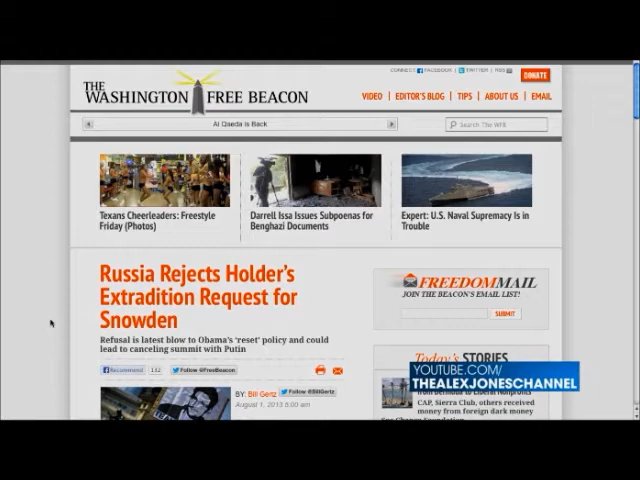 CONNECT: FACEBOOK | TWITTER | RSS
DONATE
THE
WASHINGTON FREE BEACON
VIDEO | EDITOR'S BLOG | TIPS | ABOUT US | EMAIL
Al Qaeda is Back
Search The WFB
Texans Cheerleaders: Freestyle
Friday (Photos)
Darrell Issa Issues Subpoenas for
Benghazi Documents
Expert: U.S. Naval Supremacy Is in
Trouble
Russia Rejects Holder's
Extradition Request for
Snowden
Refusal is latest blow to Obama's 'reset' policy and could
lead to canceling summit with Putin
Recommend 132 Follow @FreeBeacon
BY: Bill Gertz Follow @BillGertz
August 1, 2013 5:00 am
FREEDOMMAIL
JOIN THE BEACON'S EMAIL LIST!
SUBMIT
Today's STORIES
YOUTUBE.COM/
THEALEXJONESCHANNEL
from Bermuda to Liberal Nonprofits
CAP, Sierra Club, others received
money from foreign dark money